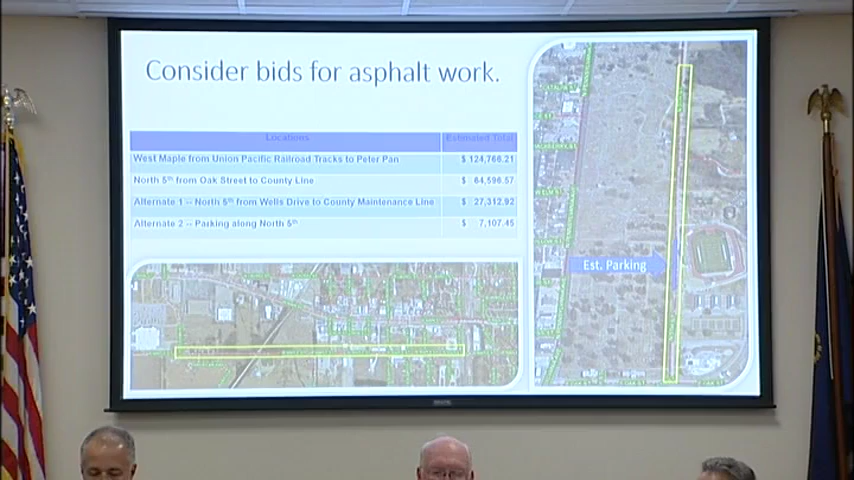 Consider bids for asphalt work.
Locations Estimated Total
West Maple from Union Pacific Railroad Tracks to Peter Pan $ 124,766.21
North 5th from Oak Street to County Line $ 64,596.57
Alternate 1 -- North 5th from Wells Drive to County Maintenance Line $ 27,312.92
Alternate 2 -- Parking along North 5th $ 7,107.45
Est. Parking